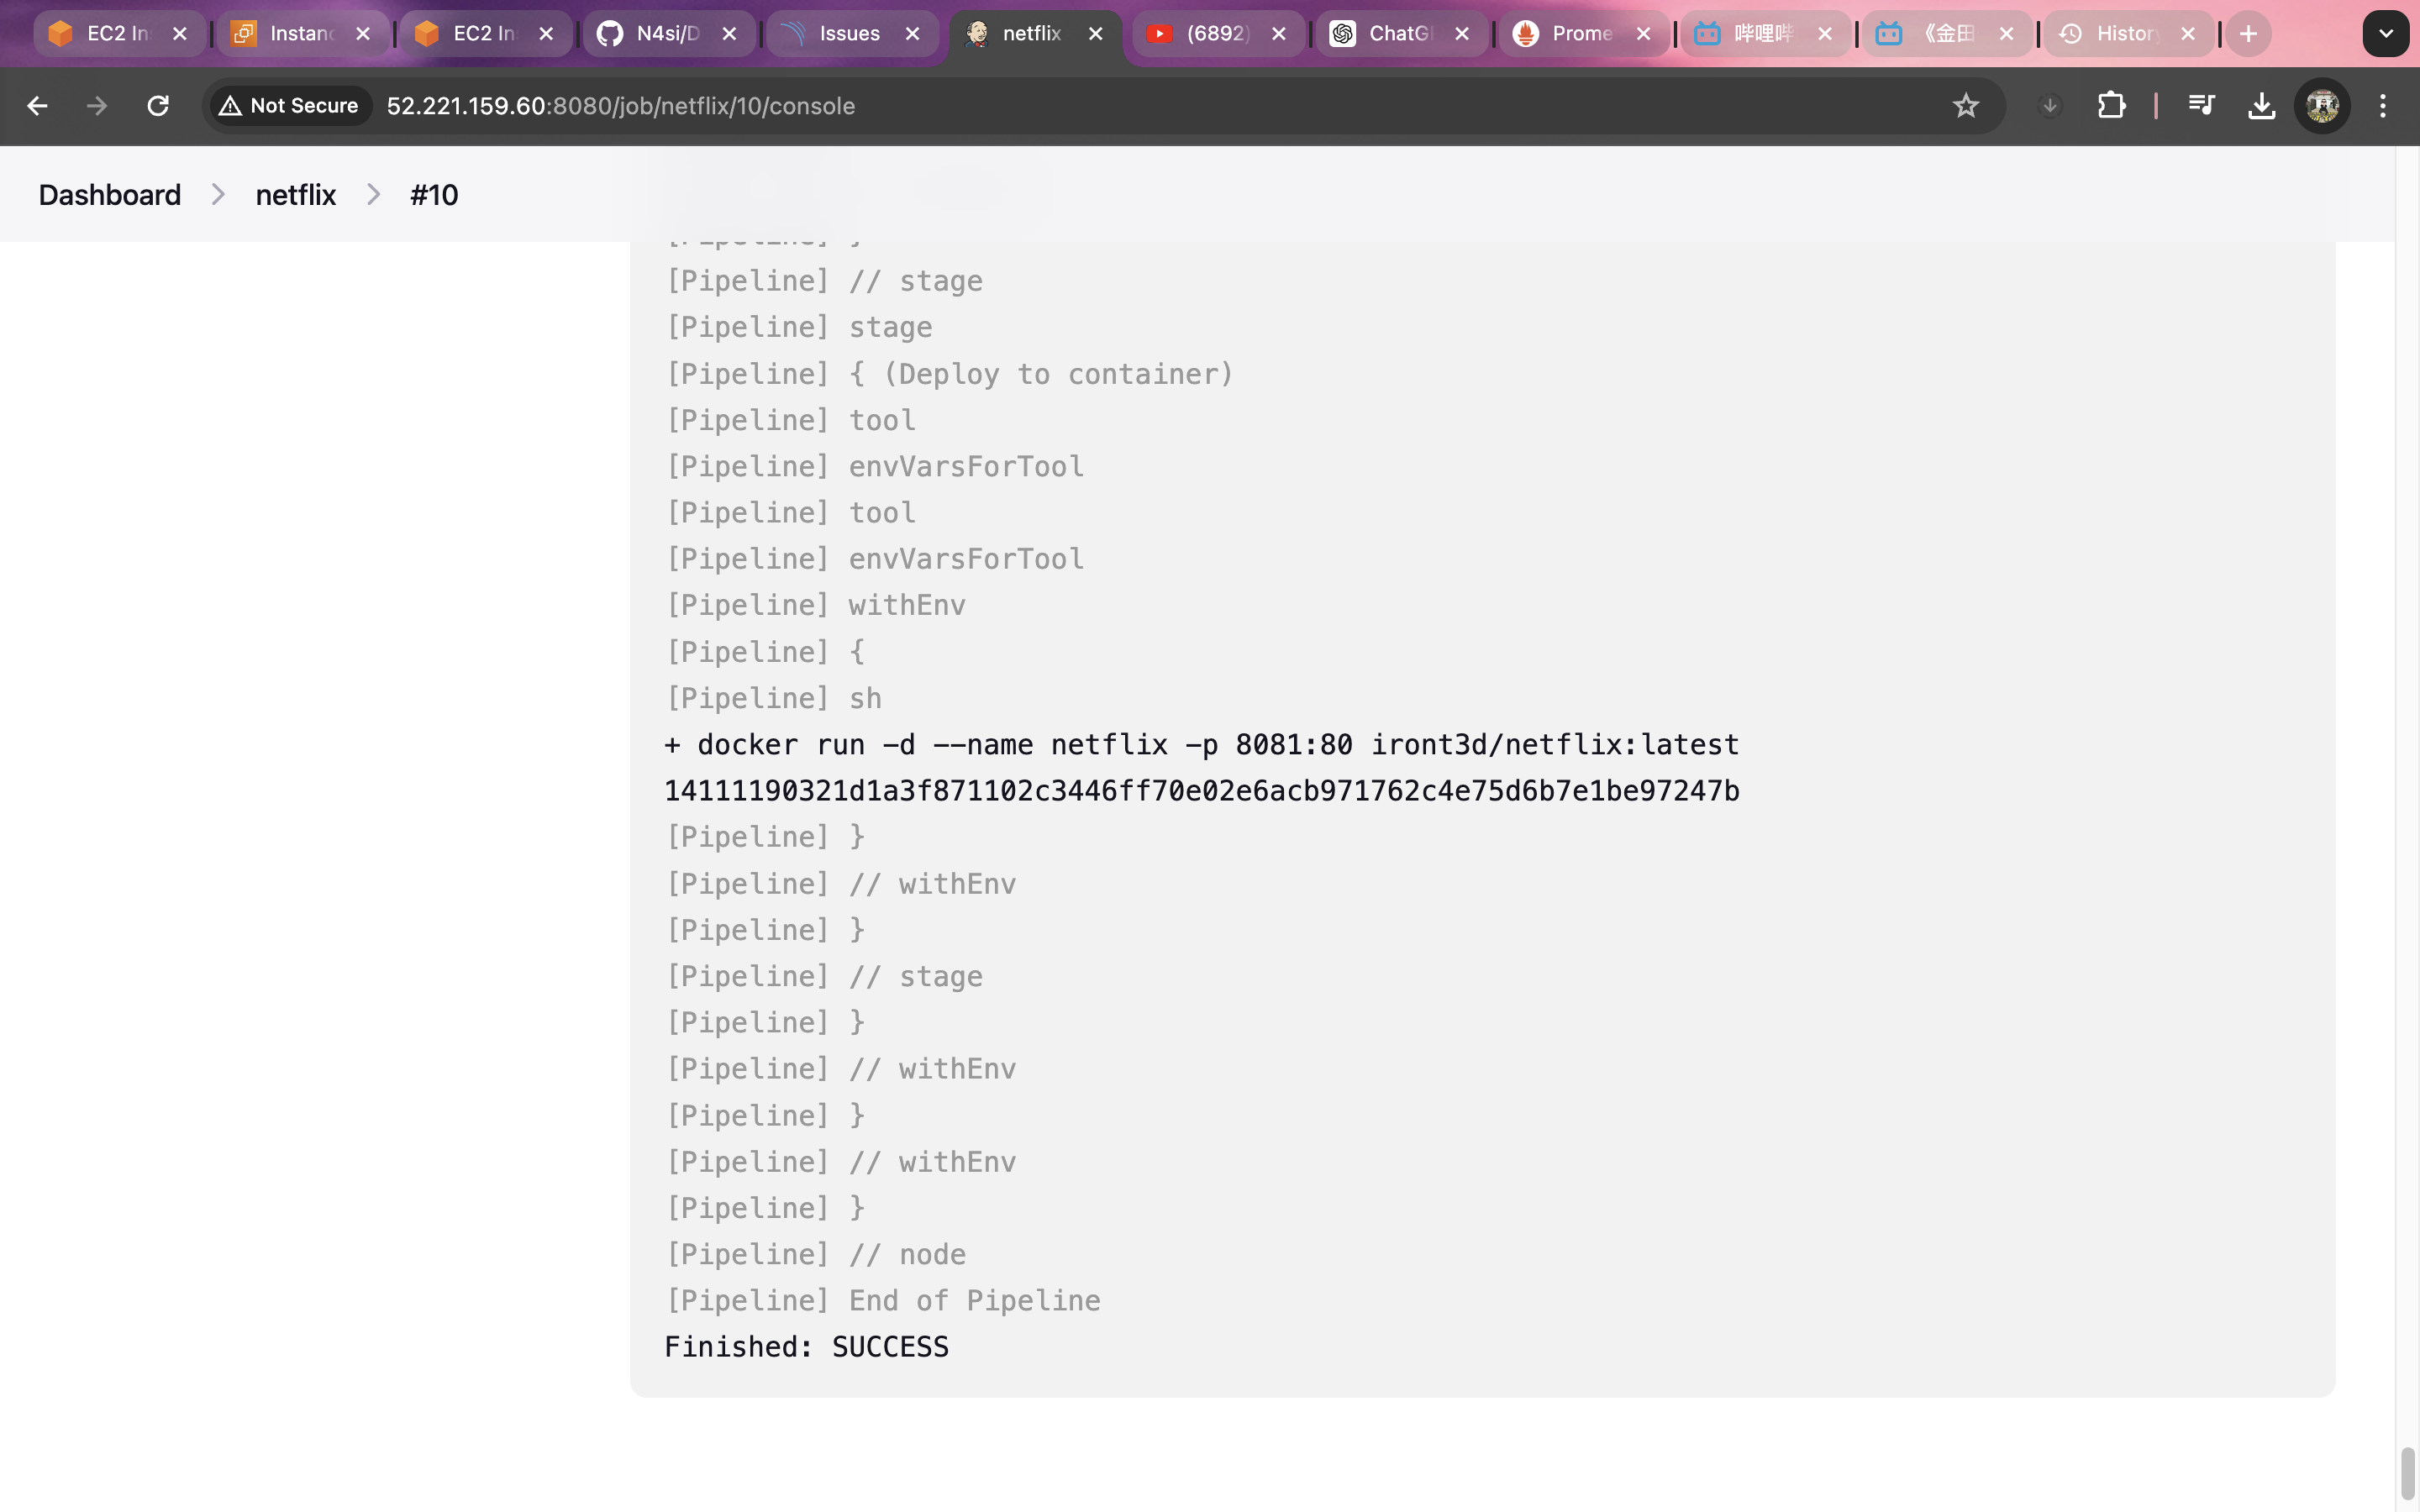 EC2 In
Instanc
EC2 In
N4si/D
Issues
netflix
(6892)
ChatG
Prome
哔哩哔
《金田
History
Not Secure
52.221.159.60:8080/job/netflix/10/console
Dashboard
netflix
#10
[Pipeline] }
[Pipeline] // stage
[Pipeline] stage
[Pipeline] { (Deploy to container)
[Pipeline] tool
[Pipeline] envVarsForTool
[Pipeline] tool
[Pipeline] envVarsForTool
[Pipeline] withEnv
[Pipeline] {
[Pipeline] sh
+ docker run -d --name netflix -p 8081:80 iront3d/netflix:latest
14111190321d1a3f871102c3446ff70e02e6acb971762c4e75d6b7e1be97247b
[Pipeline] }
[Pipeline] // withEnv
[Pipeline] }
[Pipeline] // stage
[Pipeline] }
[Pipeline] // withEnv
[Pipeline] }
[Pipeline] // withEnv
[Pipeline] }
[Pipeline] // node
[Pipeline] End of Pipeline
Finished: SUCCESS